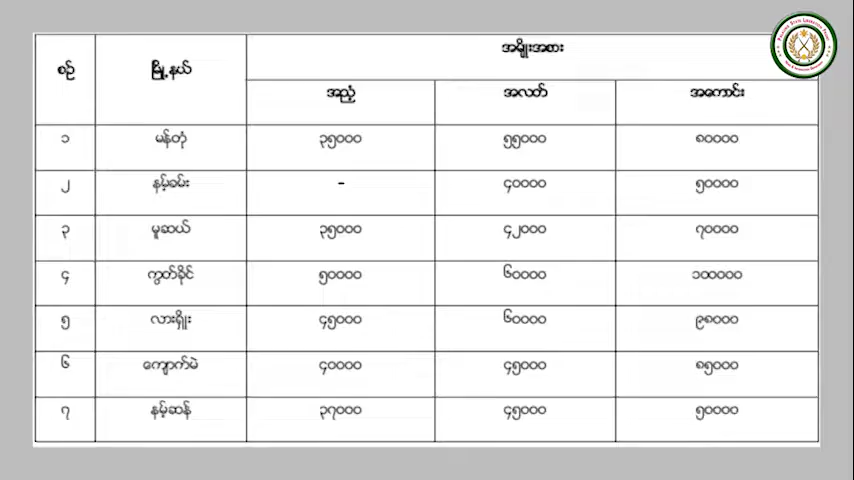 စဉ် မြို့နယ် အမျိုးအစား
အညံ့ အလတ် အကောင်း
၁ မန်တုံ ၃၅၀၀၀ ၅၅၀၀၀ ၈၀၀၀၀
၂ နမ့်ခမ်း - ၄၀၀၀၀ ၅၀၀၀၀
၃ မူဆယ် ၃၅၀၀၀ ၄၂၀၀၀ ၇၀၀၀၀
၄ ကွတ်ခိုင် ၅၀၀၀၀ ၆၀၀၀၀ ၁၀၀၀၀၀
၅ လားရှိုး ၄၅၀၀၀ ၆၀၀၀၀ ၉၈၀၀၀
၆ ကျောက်မဲ ၄၀၀၀၀ ၄၅၀၀၀ ၈၅၀၀၀
၇ နမ့်ဆန် ၃၇၀၀၀ ၄၅၀၀၀ ၅၀၀၀၀